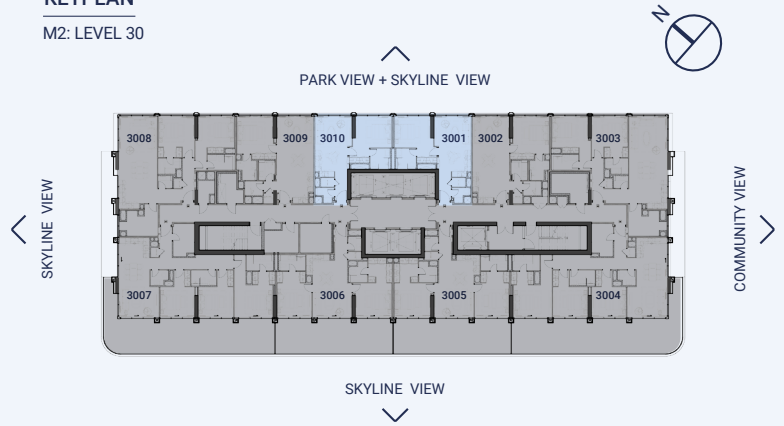 KEYPLAN
M2: LEVEL 30
N
PARK VIEW + SKYLINE VIEW
3008
3009
3010
3001
3002
3003
SKYLINE VIEW
COMMUNITY VIEW
3007
3006
3005
3004
SKYLINE VIEW